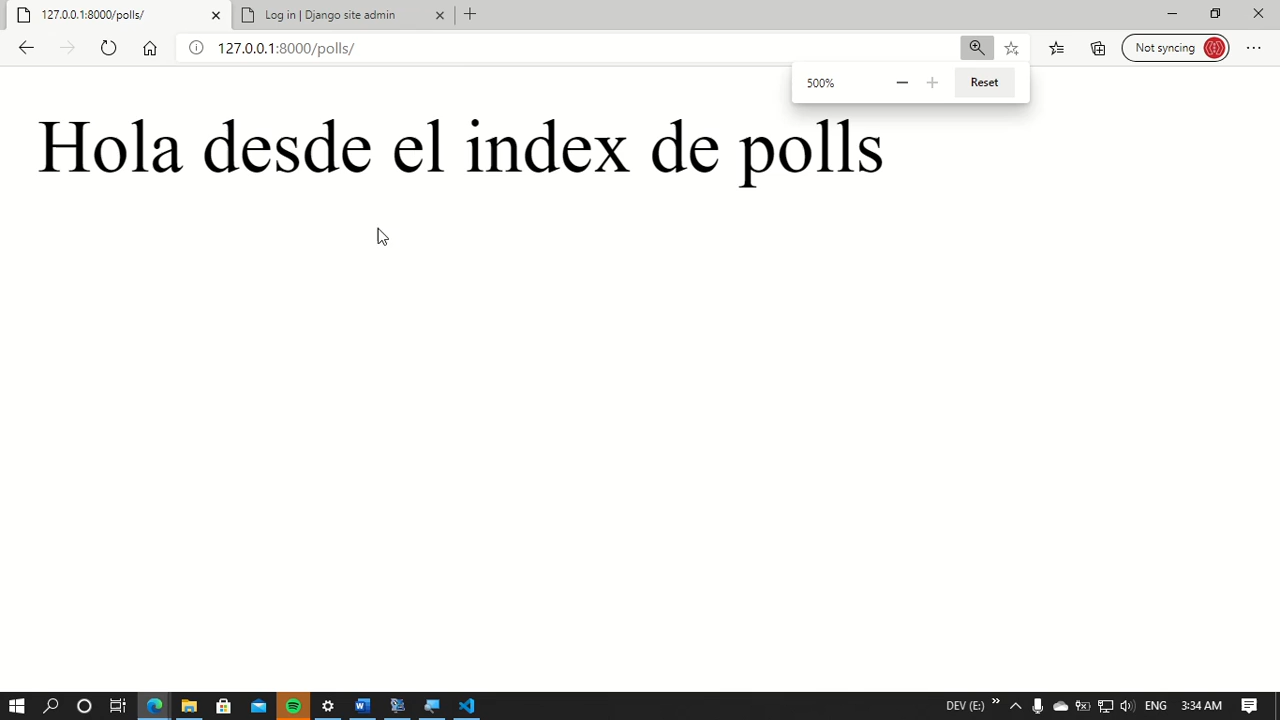 127.0.0.1:8000/polls/
Log in | Django site admin
127.0.0.1:8000/polls/
Not syncing
500%
Reset
Hola desde el index de polls
DEV (E:)
ENG
3:34 AM